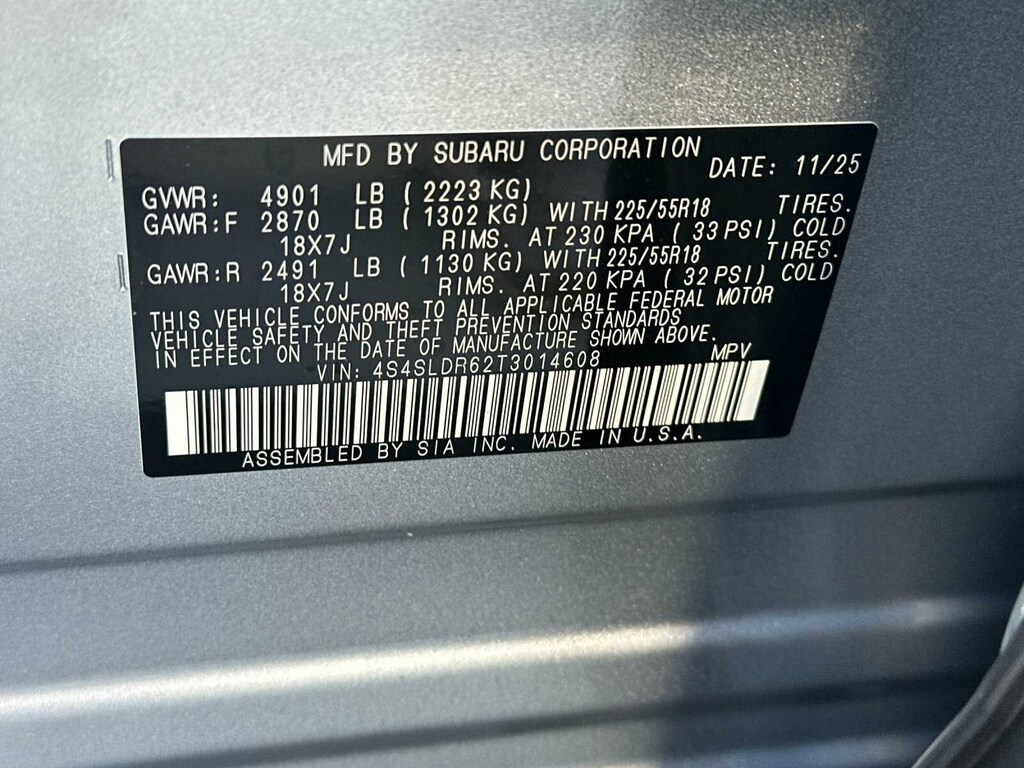 MFD BY SUBARU CORPORATION DATE: 11/25
GVWR: 4901 LB ( 2223 KG)
GAWR:F 2870 LB ( 1302 KG) WITH 225/55R18 TIRES.
18X7J RIMS. AT 230 KPA ( 33 PSI) COLD
GAWR:R 2491 LB ( 1130 KG) WITH 225/55R18 TIRES.
18X7J RIMS. AT 220 KPA ( 32 PSI) COLD
THIS VEHICLE CONFORMS TO ALL APPLICABLE FEDERAL MOTOR
VEHICLE SAFETY AND THEFT PREVENTION STANDARDS
IN EFFECT ON THE DATE OF MANUFACTURE SHOWN ABOVE.
VIN: 4S4SLDR62T3014608 MPV
ASSEMBLED BY SIA INC. MADE IN U.S.A.